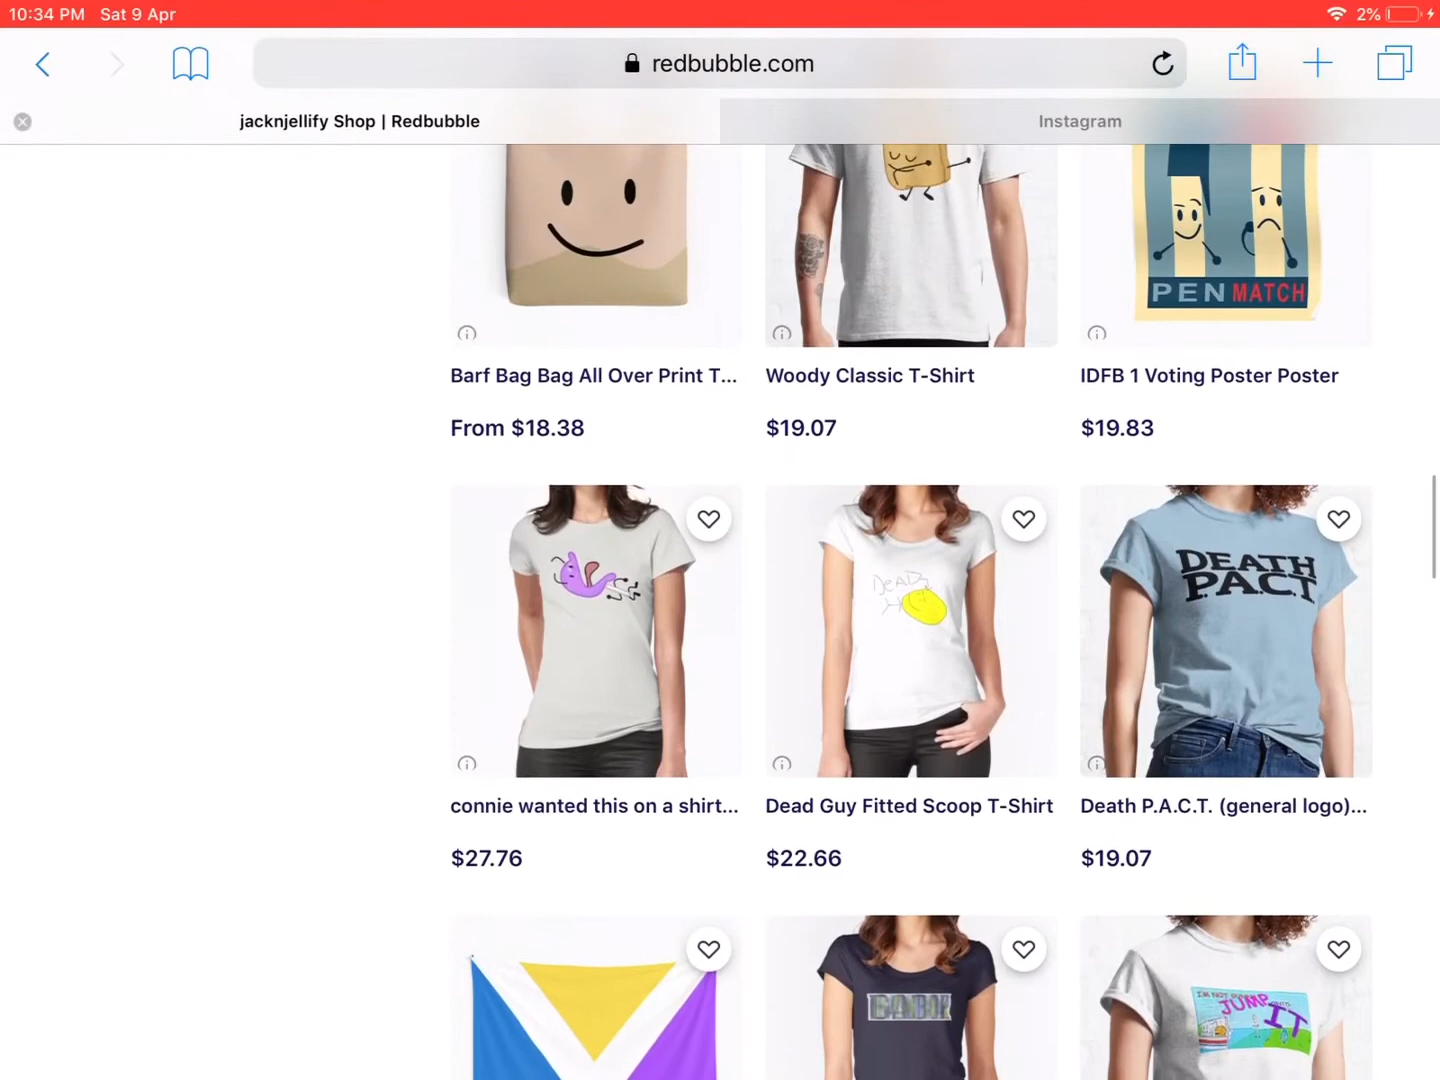 10:34 PM Sat 9 Apr
2%
redbubble.com
jacknjellify Shop | Redbubble
Instagram
PEN MATCH
Barf Bag Bag All Over Print T...
Woody Classic T-Shirt
IDFB 1 Voting Poster Poster
From $18.38
$19.07
$19.83
DEAD
DEATH
P.A.C.T.
connie wanted this on a shirt...
Dead Guy Fitted Scoop T-Shirt
Death P.A.C.T. (general logo)...
$27.76
$22.66
$19.07
I'M NOT
JUMP
IT